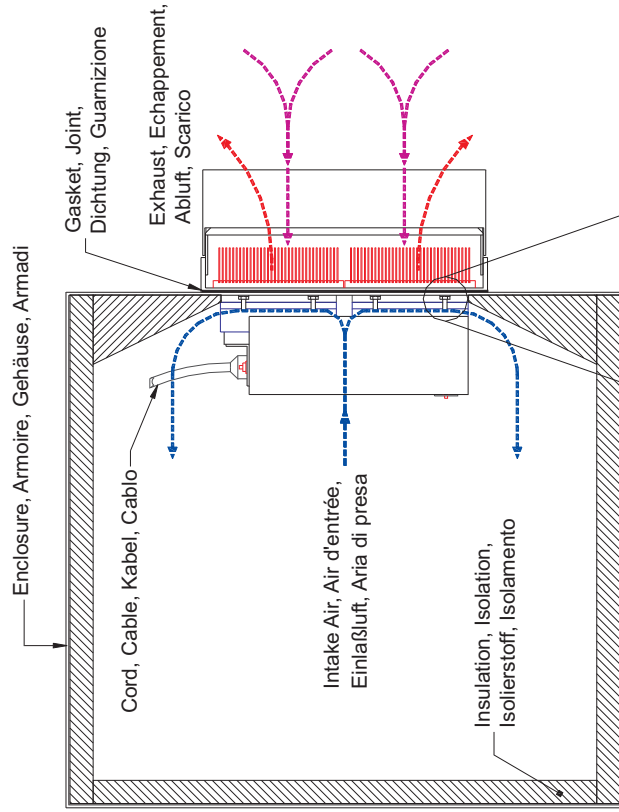 Enclosure, Armoire, Gehäuse, Armadi
Cord, Cable, Kabel, Cablo
Gasket, Joint,
Dichtung, Guarnizione
Exhaust, Echappement,
Abluft, Scarico
Intake Air, Air d'entrée,
Einlaßluft, Aria di presa
Insulation, Isolation,
Isolierstoff, Isolamento